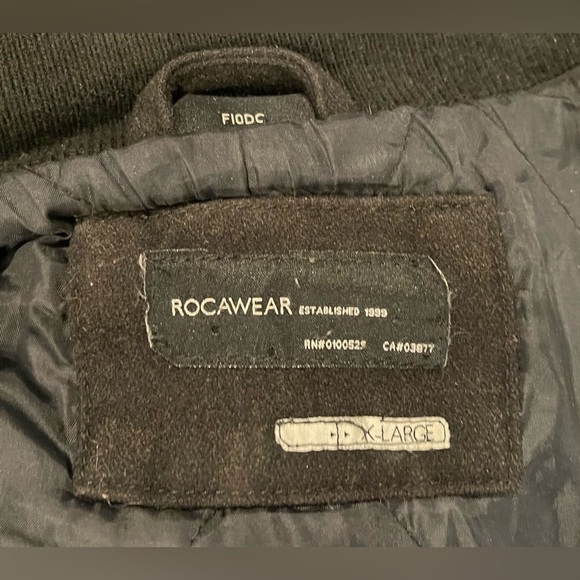 F10DC
ROCAWEAR ESTABLISHED 1999
RN#0100529 CA#03877
X-LARGE